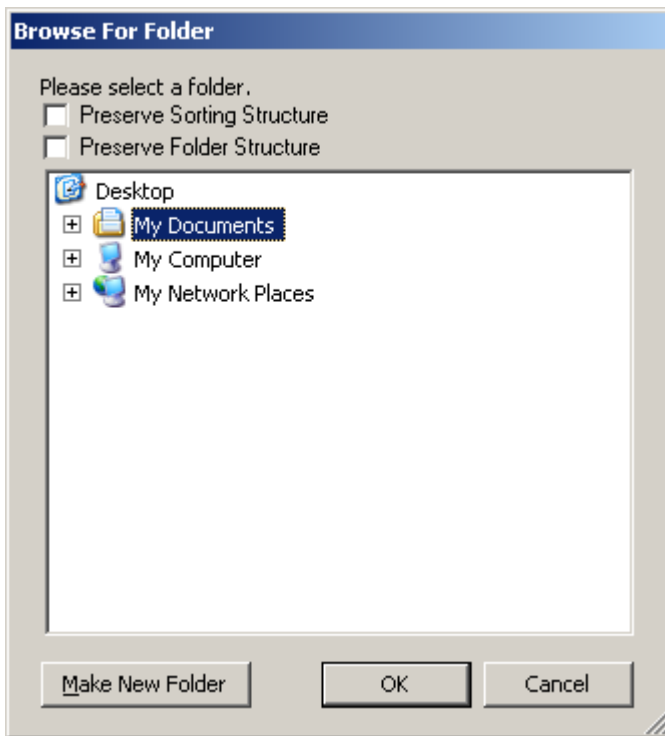 Browse For Folder
Please select a folder.
Preserve Sorting Structure
Preserve Folder Structure
Desktop
My Documents
My Computer
My Network Places
Make New Folder OK Cancel